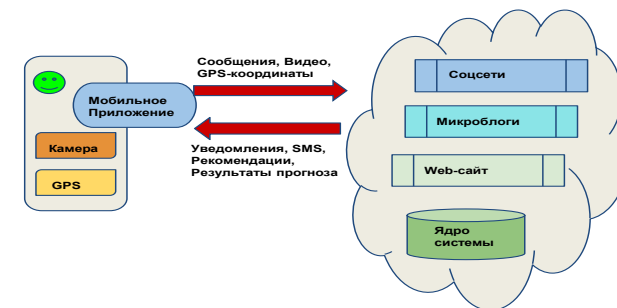 Мобильное
Приложение
Камера
GPS
Сообщения, Видео,
GPS-координаты
Уведомления, SMS,
Рекомендации,
Результаты прогноза
Соцсети
Микроблоги
Web-сайт
Ядро
системы